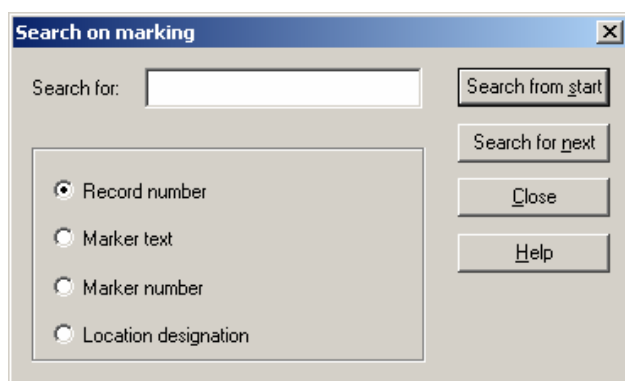 Search on marking
Search for:
Search from start
Search for next
Record number
Close
Marker text
Help
Marker number
Location designation